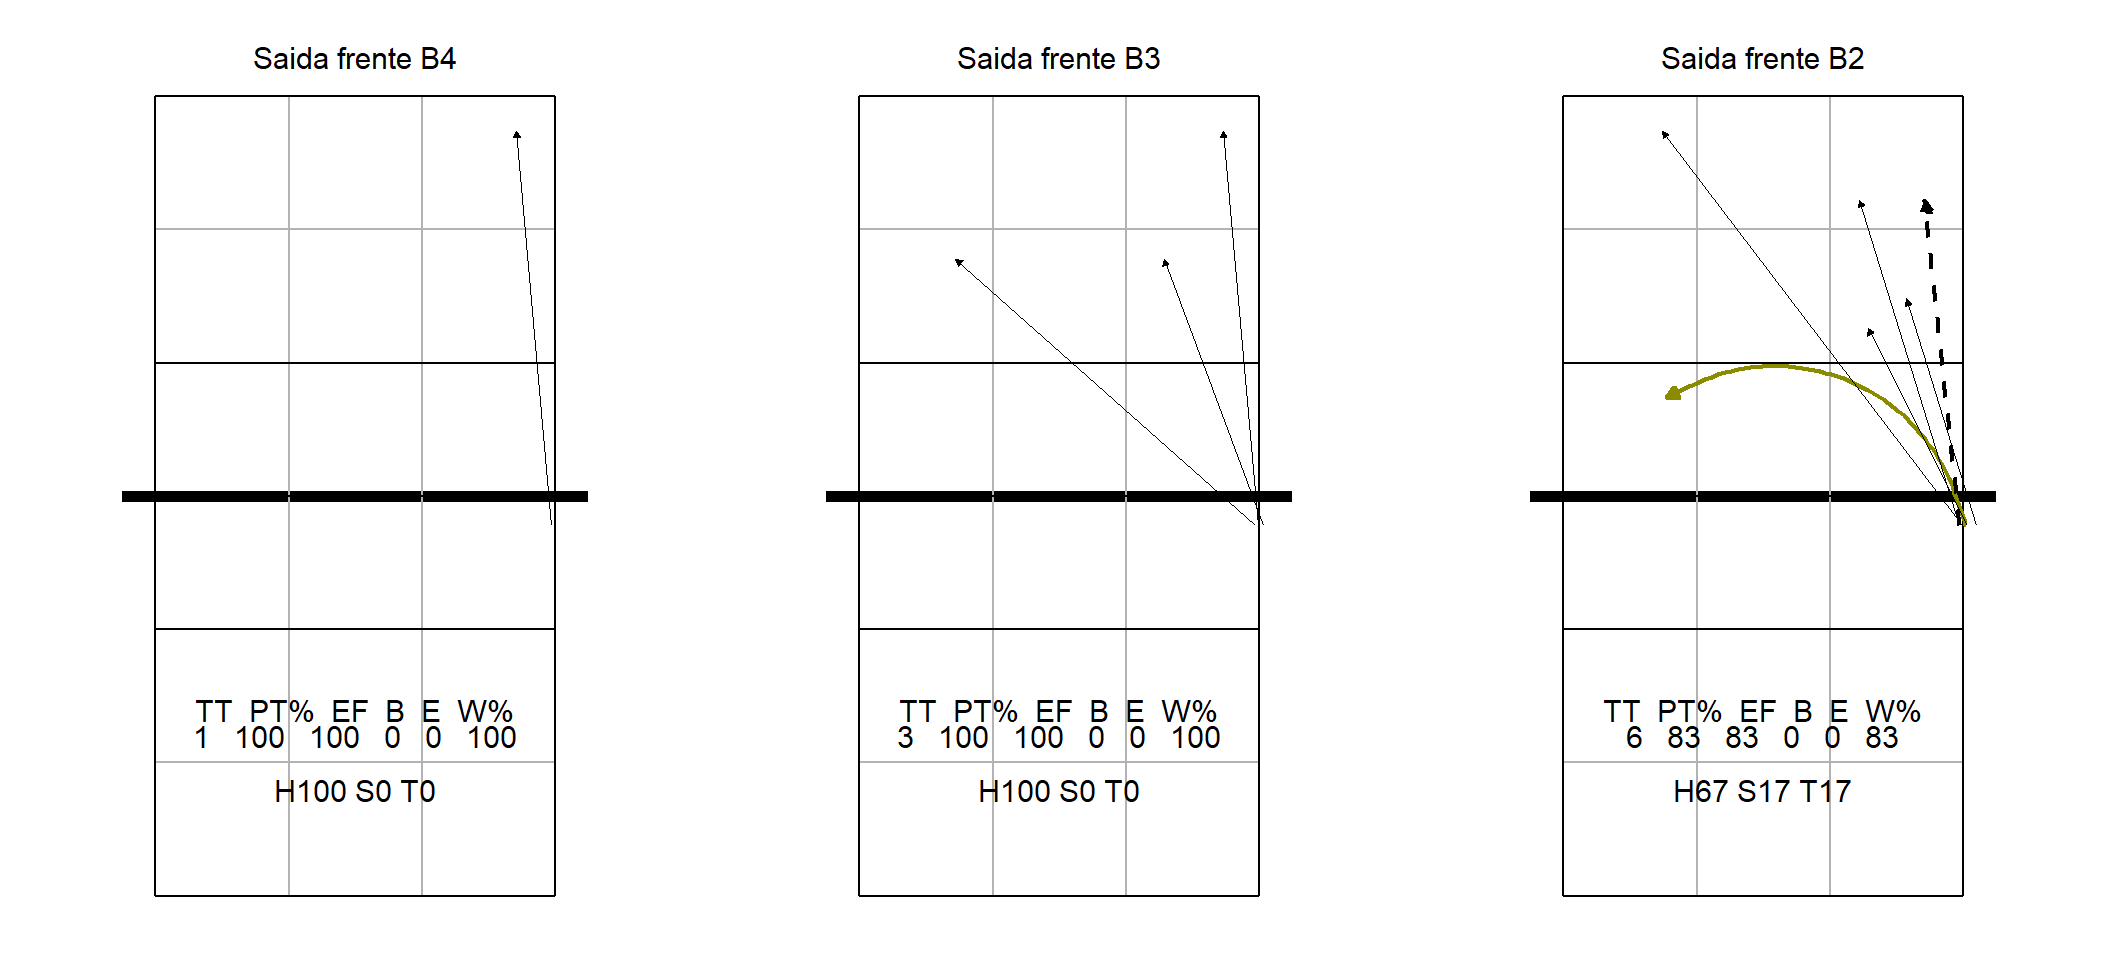 Saida frente B4
TT PT% EF B E W%
1 100 100 0 0 100
H100 S0 T0
Saida frente B3
TT PT% EF B E W%
3 100 100 0 0 100
H100 S0 T0
Saida frente B2
TT PT% EF B E W%
6 83 83 0 0 83
H67 S17 T17